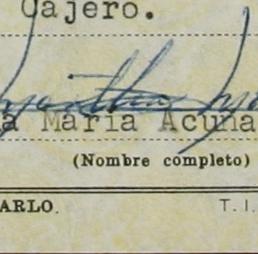 Cajero.
a María Acuña
(Nombre completo)
ARLO. T. I.